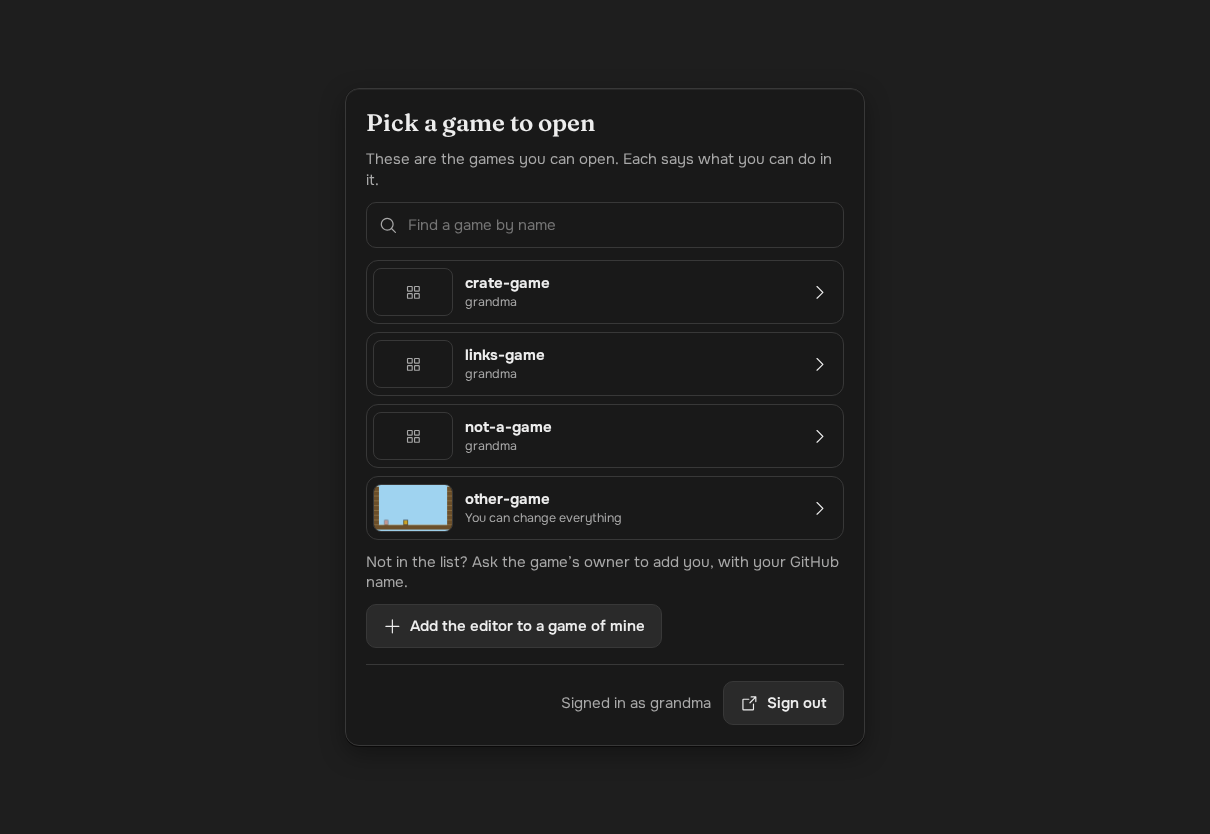 Pick a game to open
These are the games you can open. Each says what you can do in
it.
Find a game by name
crate-game
grandma
links-game
grandma
not-a-game
grandma
other-game
You can change everything
Not in the list? Ask the game's owner to add you, with your GitHub
name.
Add the editor to a game of mine
Signed in as grandma
Sign out